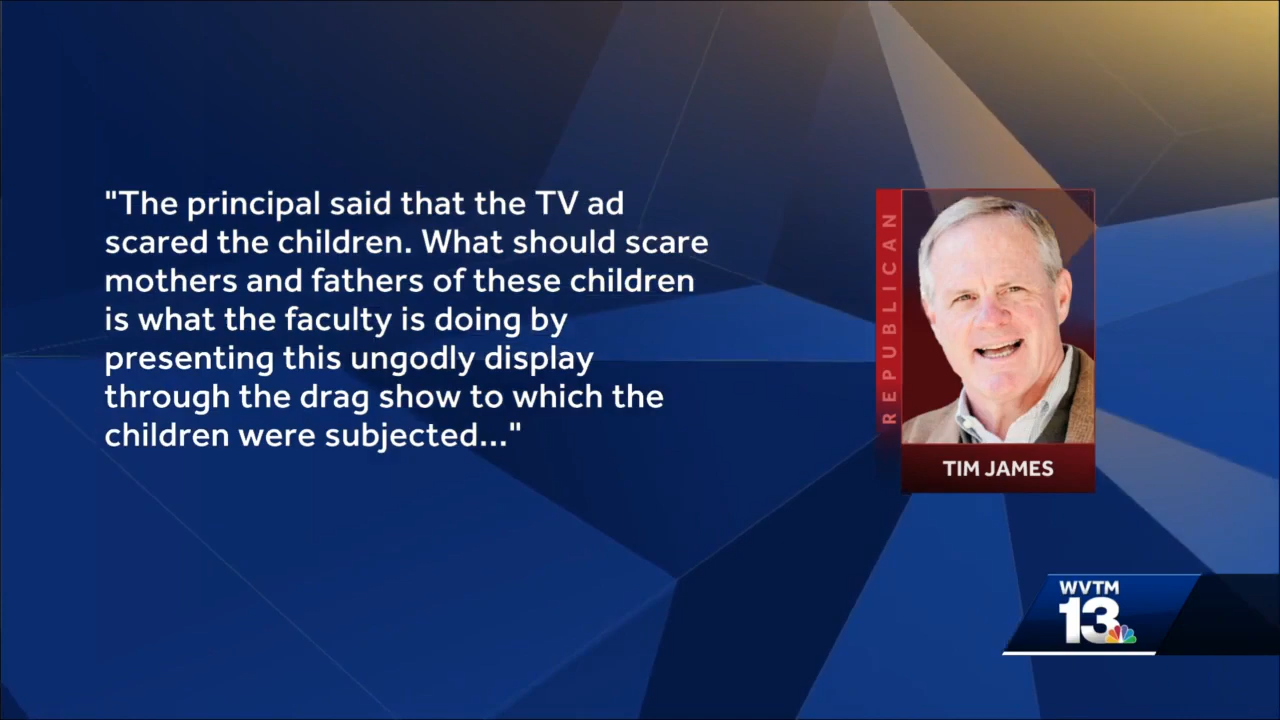 "The principal said that the TV ad
scared the children. What should scare
mothers and fathers of these children
is what the faculty is doing by
presenting this ungodly display
through the drag show to which the
children were subjected..."
REPUBLICAN
TIM JAMES
WVTM
13